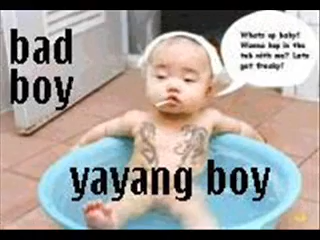 bad
boy
Whats up baby!
Wanna hop in the
tub with me? Lets
get freaky!
yayang boy